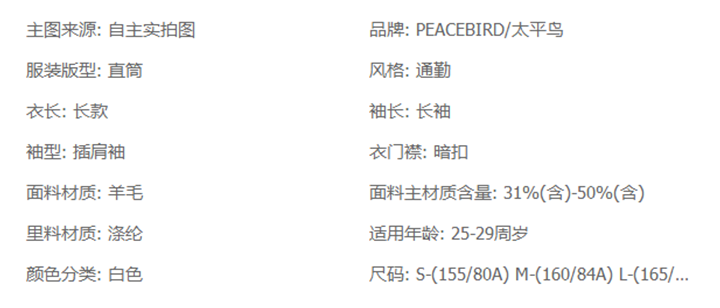 主图来源: 自主实拍图 品牌: PEACEBIRD/太平鸟
服装版型: 直筒 风格: 通勤
衣长: 长款 袖长: 长袖
袖型: 插肩袖 衣门襟: 暗扣
面料材质: 羊毛 面料主材质含量: 31%(含)-50%(含)
里料材质: 涤纶 适用年龄: 25-29周岁
颜色分类: 白色 尺码: S-(155/80A) M-(160/84A) L-(165/...